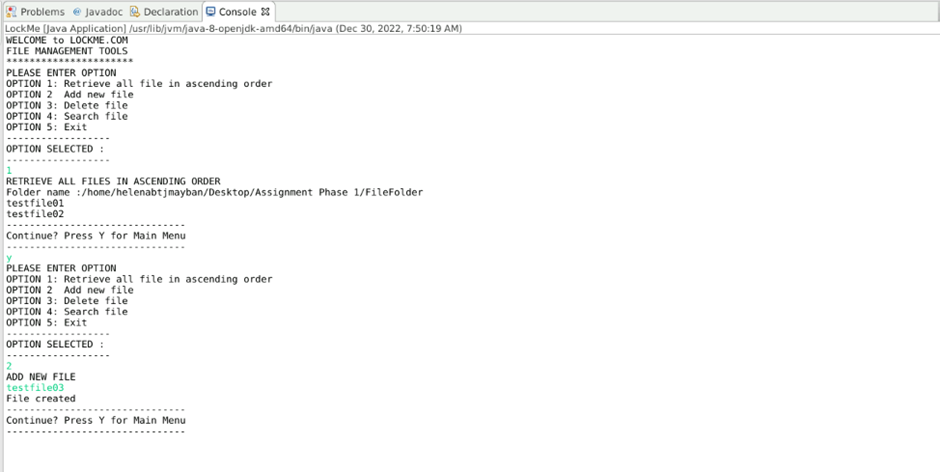 Problems @ Javadoc Declaration Console
LockMe [Java Application] /usr/lib/jvm/java-8-openjdk-amd64/bin/java (Dec 30, 2022, 7:50:19 AM)
WELCOME to LOCKME.COM
FILE MANAGEMENT TOOLS
**********************
PLEASE ENTER OPTION
OPTION 1: Retrieve all file in ascending order
OPTION 2  Add new file
OPTION 3: Delete file
OPTION 4: Search file
OPTION 5: Exit
------------------
OPTION SELECTED :
------------------
1
RETRIEVE ALL FILES IN ASCENDING ORDER
Folder name :/home/helenabtjmayban/Desktop/Assignment Phase 1/FileFolder
testfile01
testfile02
-------------------------------
Continue? Press Y for Main Menu
-------------------------------
y
PLEASE ENTER OPTION
OPTION 1: Retrieve all file in ascending order
OPTION 2  Add new file
OPTION 3: Delete file
OPTION 4: Search file
OPTION 5: Exit
------------------
OPTION SELECTED :
------------------
2
ADD NEW FILE
testfile03
File created
-------------------------------
Continue? Press Y for Main Menu
-------------------------------